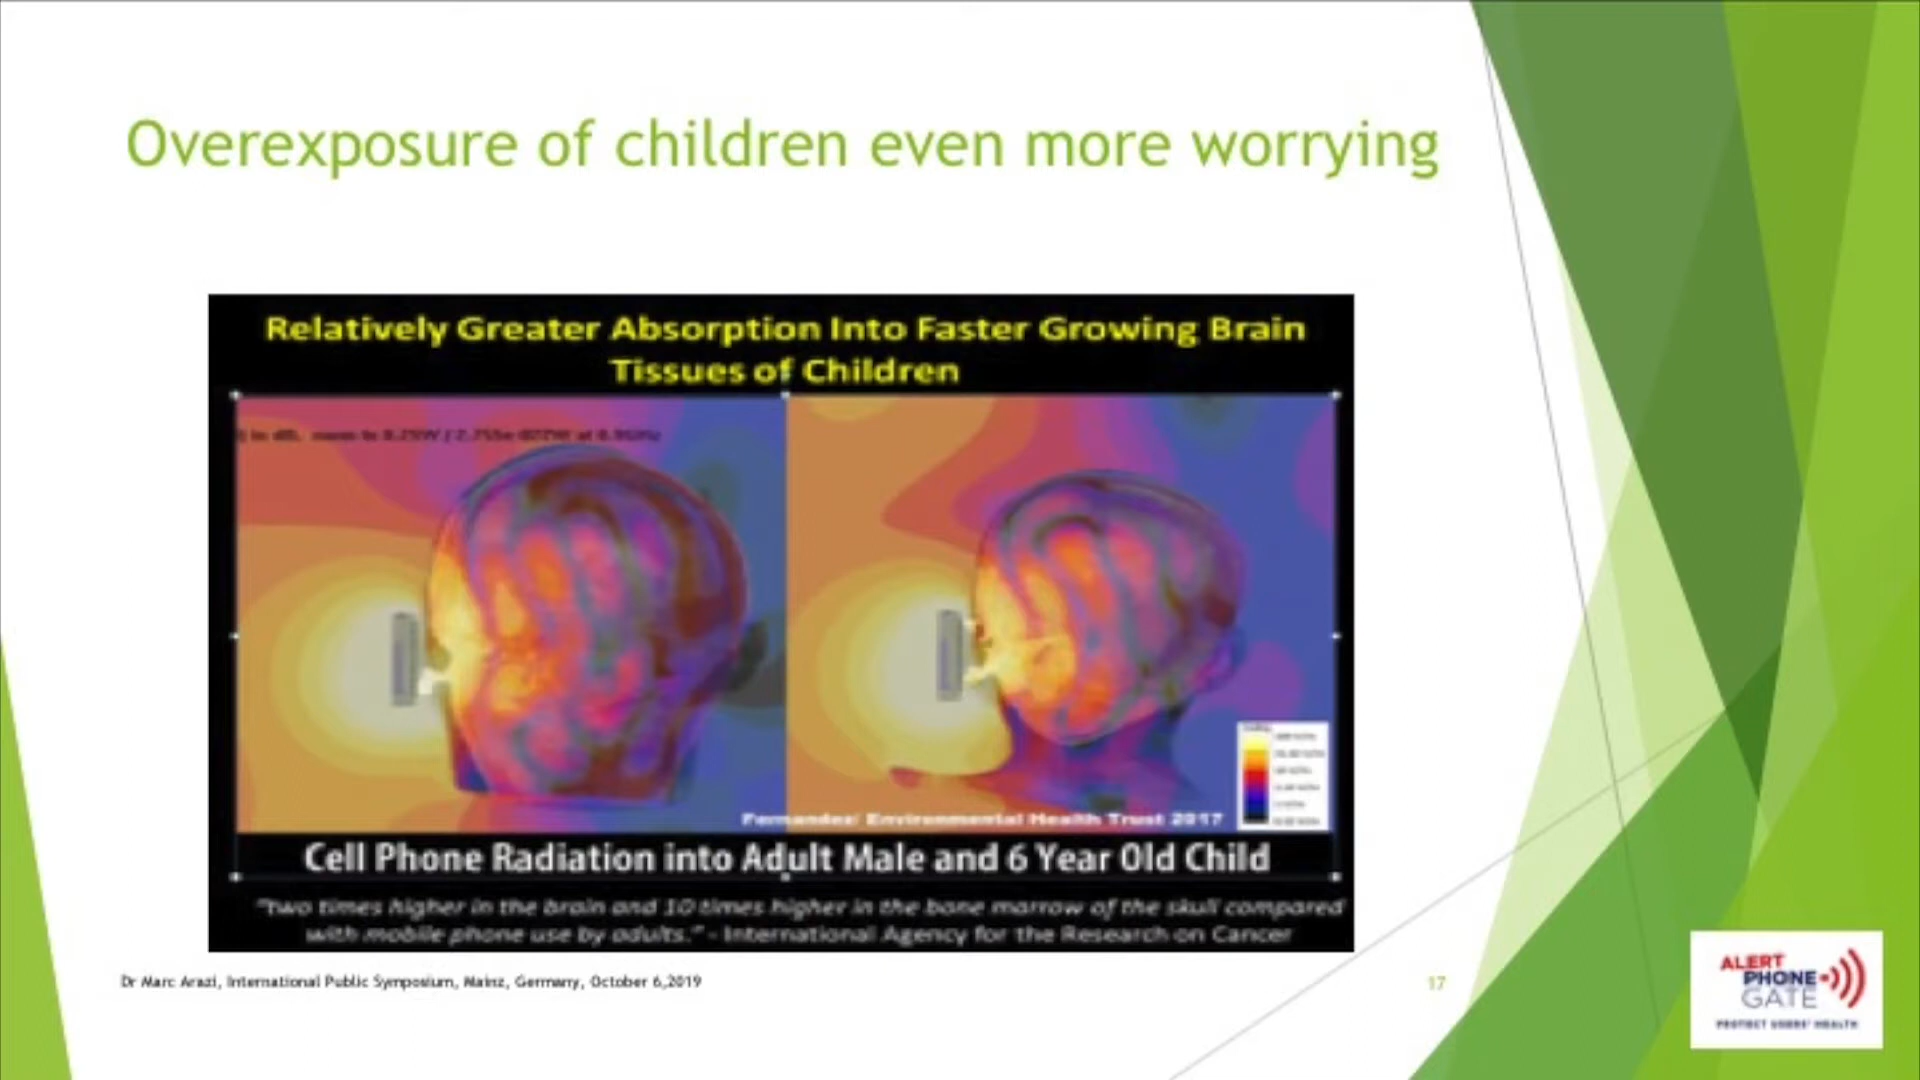 Overexposure of children even more worrying
Relatively Greater Absorption Into Faster Growing Brain
Tissues of Children
Fernandez/ Environmental Health Trust 2017
Cell Phone Radiation into Adult Male and 6 Year Old Child
"two times higher in the brain and 10 times higher in the bone marrow of the skull compared
with mobile phone use by adults." - International Agency for the Research on Cancer
Dr Marc Arazi, International Public Symposium, Mainz, Germany, October 6,2019
17
ALERT
PHONE
GATE
PROTECT USERS' HEALTH